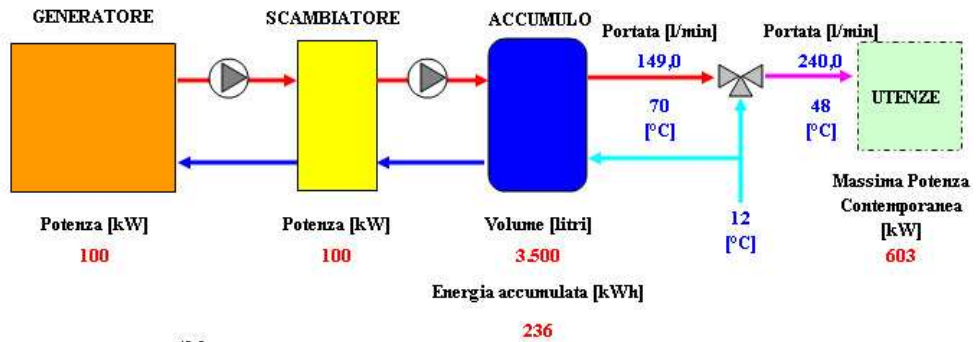 GENERATORE
SCAMBIATORE
ACCUMULO
Portata [l/min]
Portata [l/min]
149,0
240,0
70
[°C]
48
[°C]
UTENZE
12
[°C]
Potenza [kW]
100
Potenza [kW]
100
Volume [litri]
3.500
Massima Potenza
Contemporanea
[kW]
603
Energia accumulata [kWh]
236